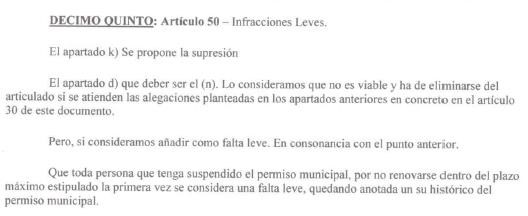 DECIMO QUINTO: Artículo 50 – Infracciones Leves.
El apartado k) Se propone la supresión
El apartado d) que deber ser el (n). Lo consideramos que no es viable y ha de eliminarse del
articulado si se atienden las alegaciones planteadas en los apartados anteriores en concreto en el artículo
30 de este documento.
Pero, si consideramos añadir como falta leve. En consonancia con el punto anterior.
Que toda persona que tenga suspendido el permiso municipal, por no renovarse dentro del plazo
máximo estipulado la primera vez se considera una falta leve, quedando anotada un su histórico del
permiso municipal.